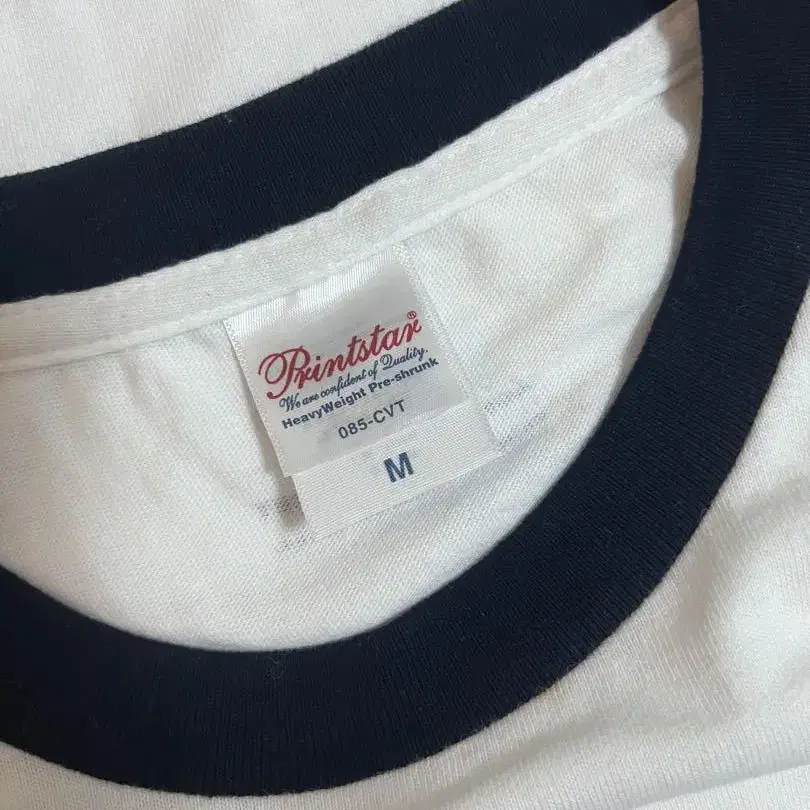 Printstar®
We are confident of Quality.
HeavyWeight Pre-shrunk
085-CVT
M